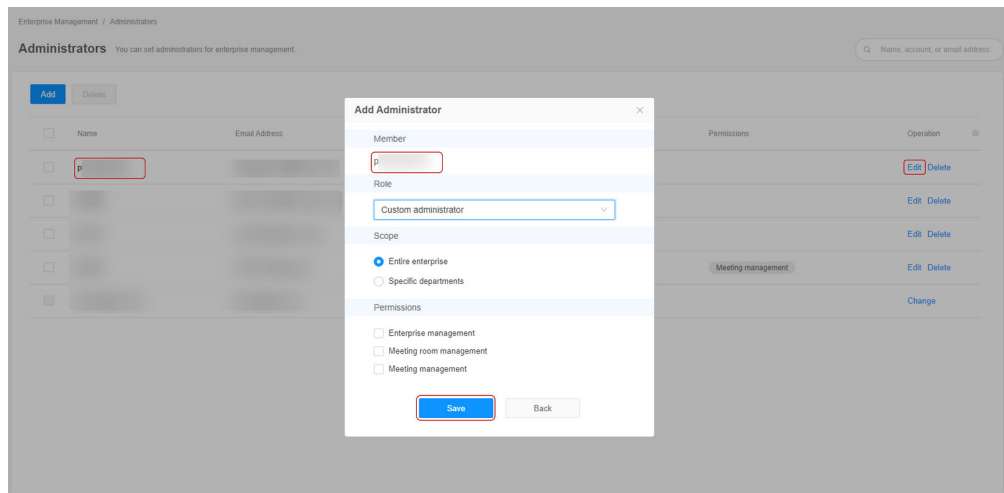 Enterprise Management / Administrators
Administrators You can set administrators for enterprise management.
Name, account, or email address
Add Delete
Name Email Address Permissions Operation
Add Administrator
Member
p
Role
Custom administrator
Scope
Entire enterprise
Specific departments
Permissions
Enterprise management
Meeting room management
Meeting management
Save Back
p Edit Delete
Edit Delete
Edit Delete
Meeting management Edit Delete
Change